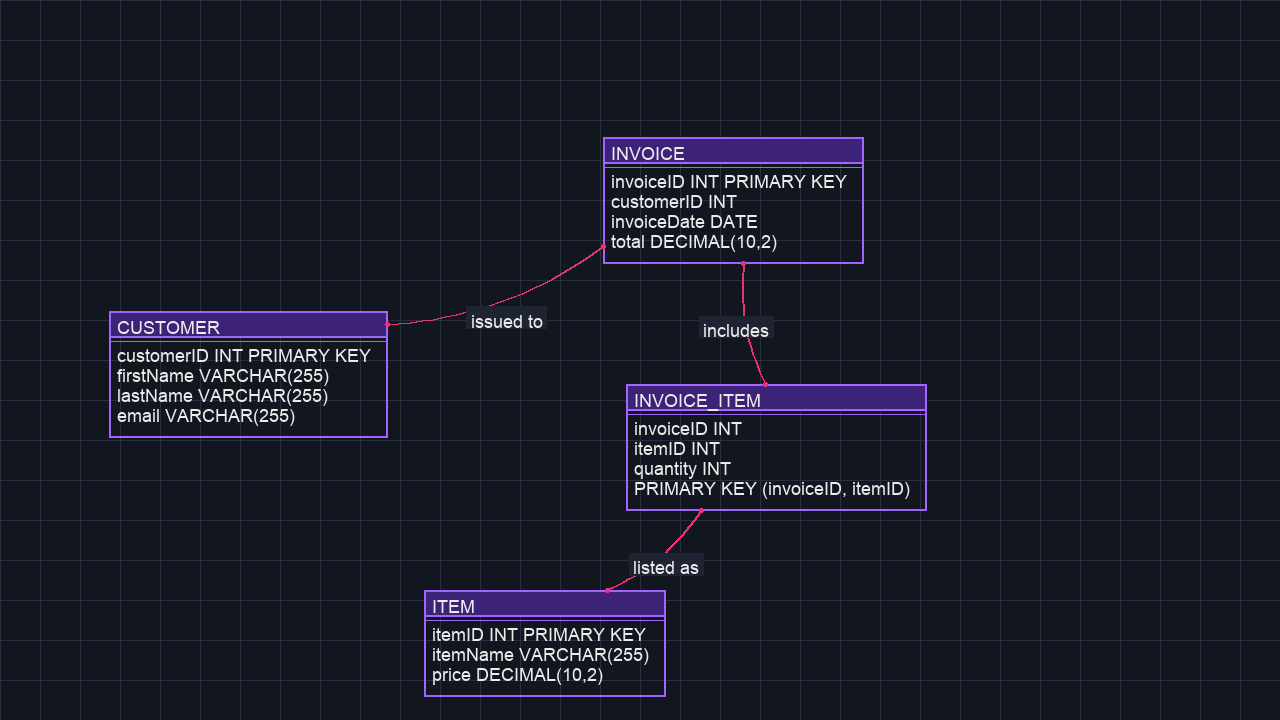 INVOICE
invoiceID INT PRIMARY KEY
customerID INT
invoiceDate DATE
total DECIMAL(10,2)
issued to
CUSTOMER
customerID INT PRIMARY KEY
firstName VARCHAR(255)
lastName VARCHAR(255)
email VARCHAR(255)
includes
INVOICE_ITEM
invoiceID INT
itemID INT
quantity INT
PRIMARY KEY (invoiceID, itemID)
listed as
ITEM
itemID INT PRIMARY KEY
itemName VARCHAR(255)
price DECIMAL(10,2)